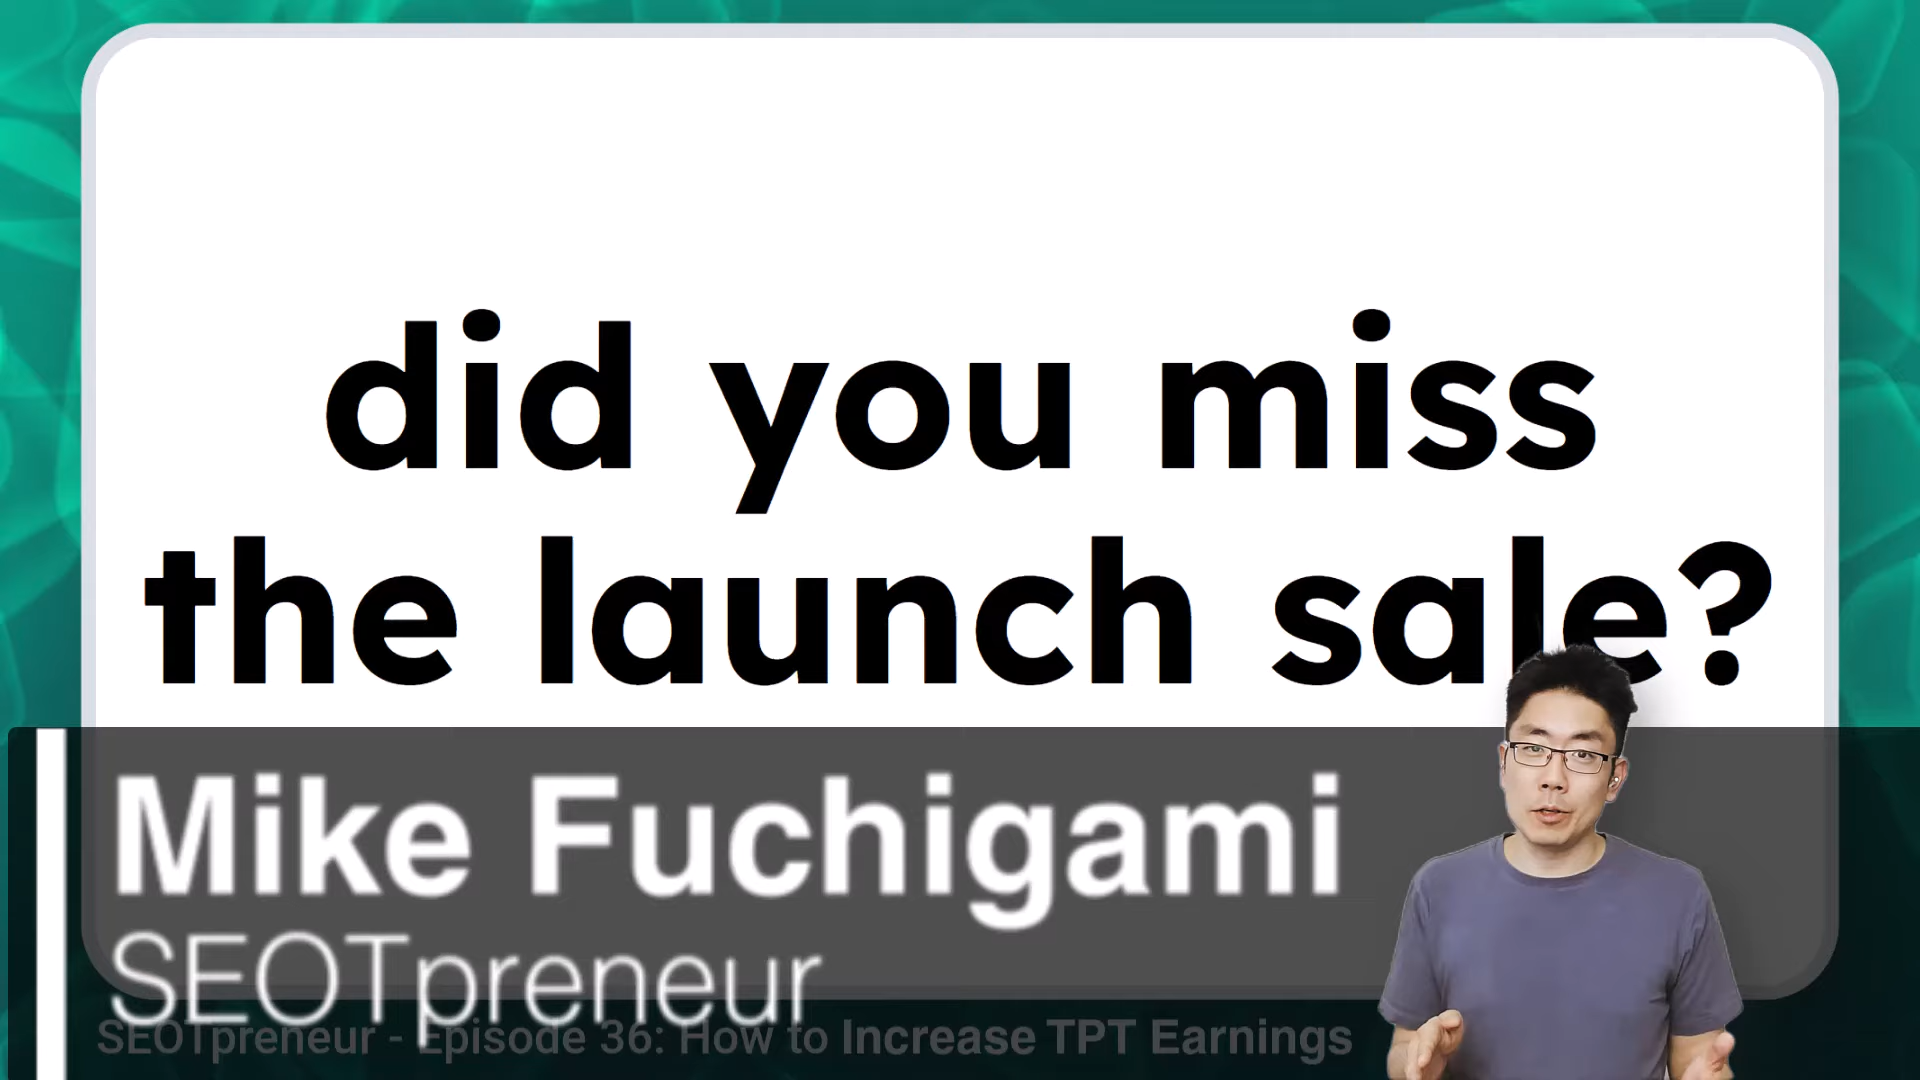 did you miss
the launch sale?
Mike Fuchigami
SEOTpreneur
SEOTpreneur - Episode 36: How to Increase TPT Earnings